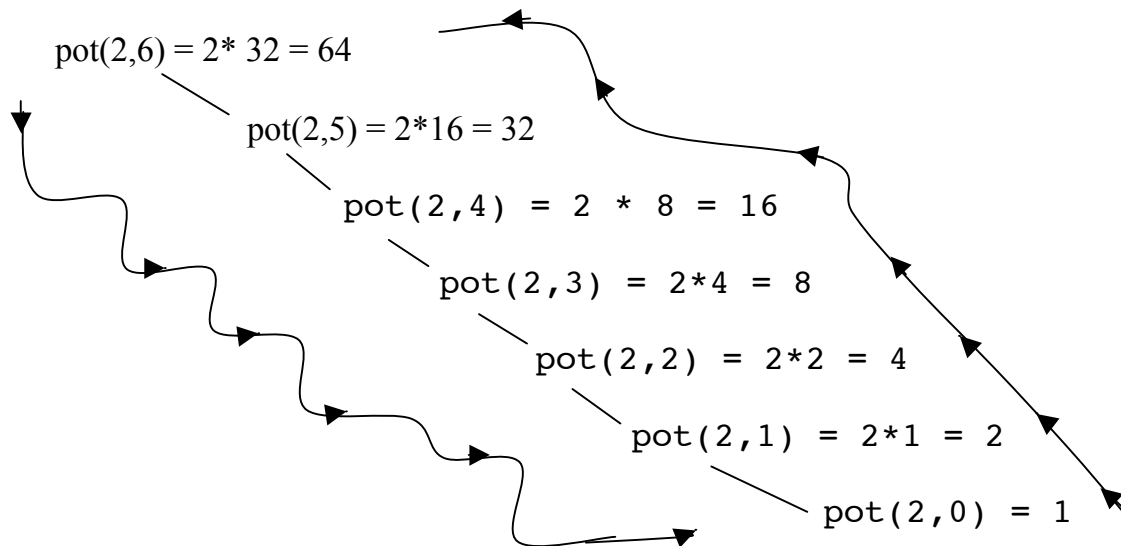 pot(2,6) = 2* 32 = 64
pot(2,5) = 2*16 = 32
pot(2,4) = 2 * 8 = 16
pot(2,3) = 2*4 = 8
pot(2,2) = 2*2 = 4
pot(2,1) = 2*1 = 2
pot(2,0) = 1